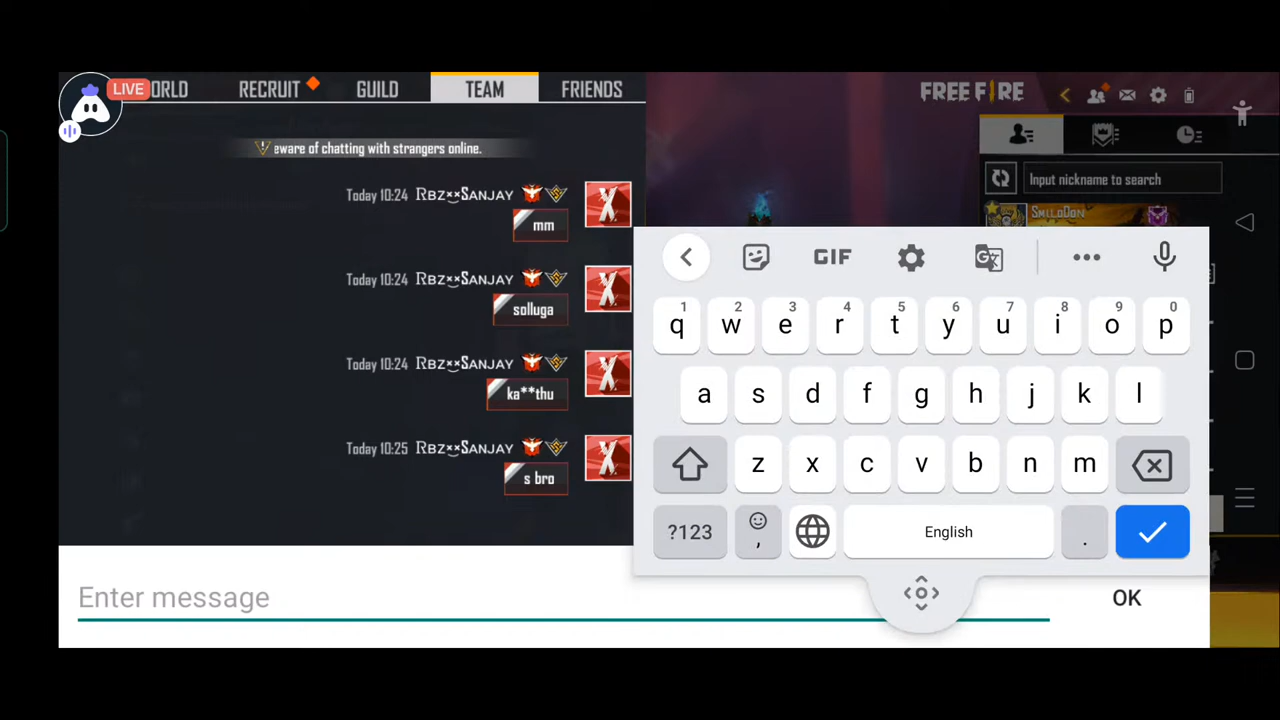 LIVE
ORLD
RECRUIT
GUILD
TEAM
FRIENDS
FREE FIRE
eware of chatting with strangers online.
Input nickname to search
SMILODON
Today 10:24 RBZ××SANJAY
mm
Today 10:24 RBZ××SANJAY
solluga
Today 10:24 RBZ××SANJAY
ka**thu
Today 10:25 RBZ××SANJAY
s bro
GIF
1 2 3 4 5 6 7 8 9 0
q w e r t y u i o p
a s d f g h j k l
z x c v b n m
?123 , English .
Enter message
OK